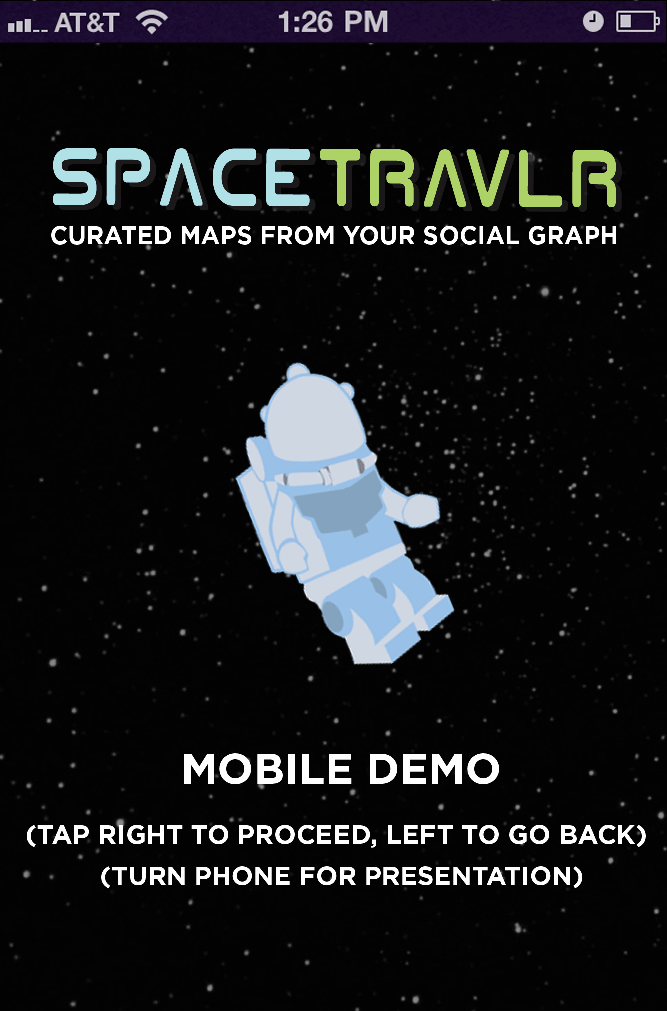 AT&T 1:26 PM
SPACETRAVLR
CURATED MAPS FROM YOUR SOCIAL GRAPH
MOBILE DEMO
(TAP RIGHT TO PROCEED, LEFT TO GO BACK)
(TURN PHONE FOR PRESENTATION)